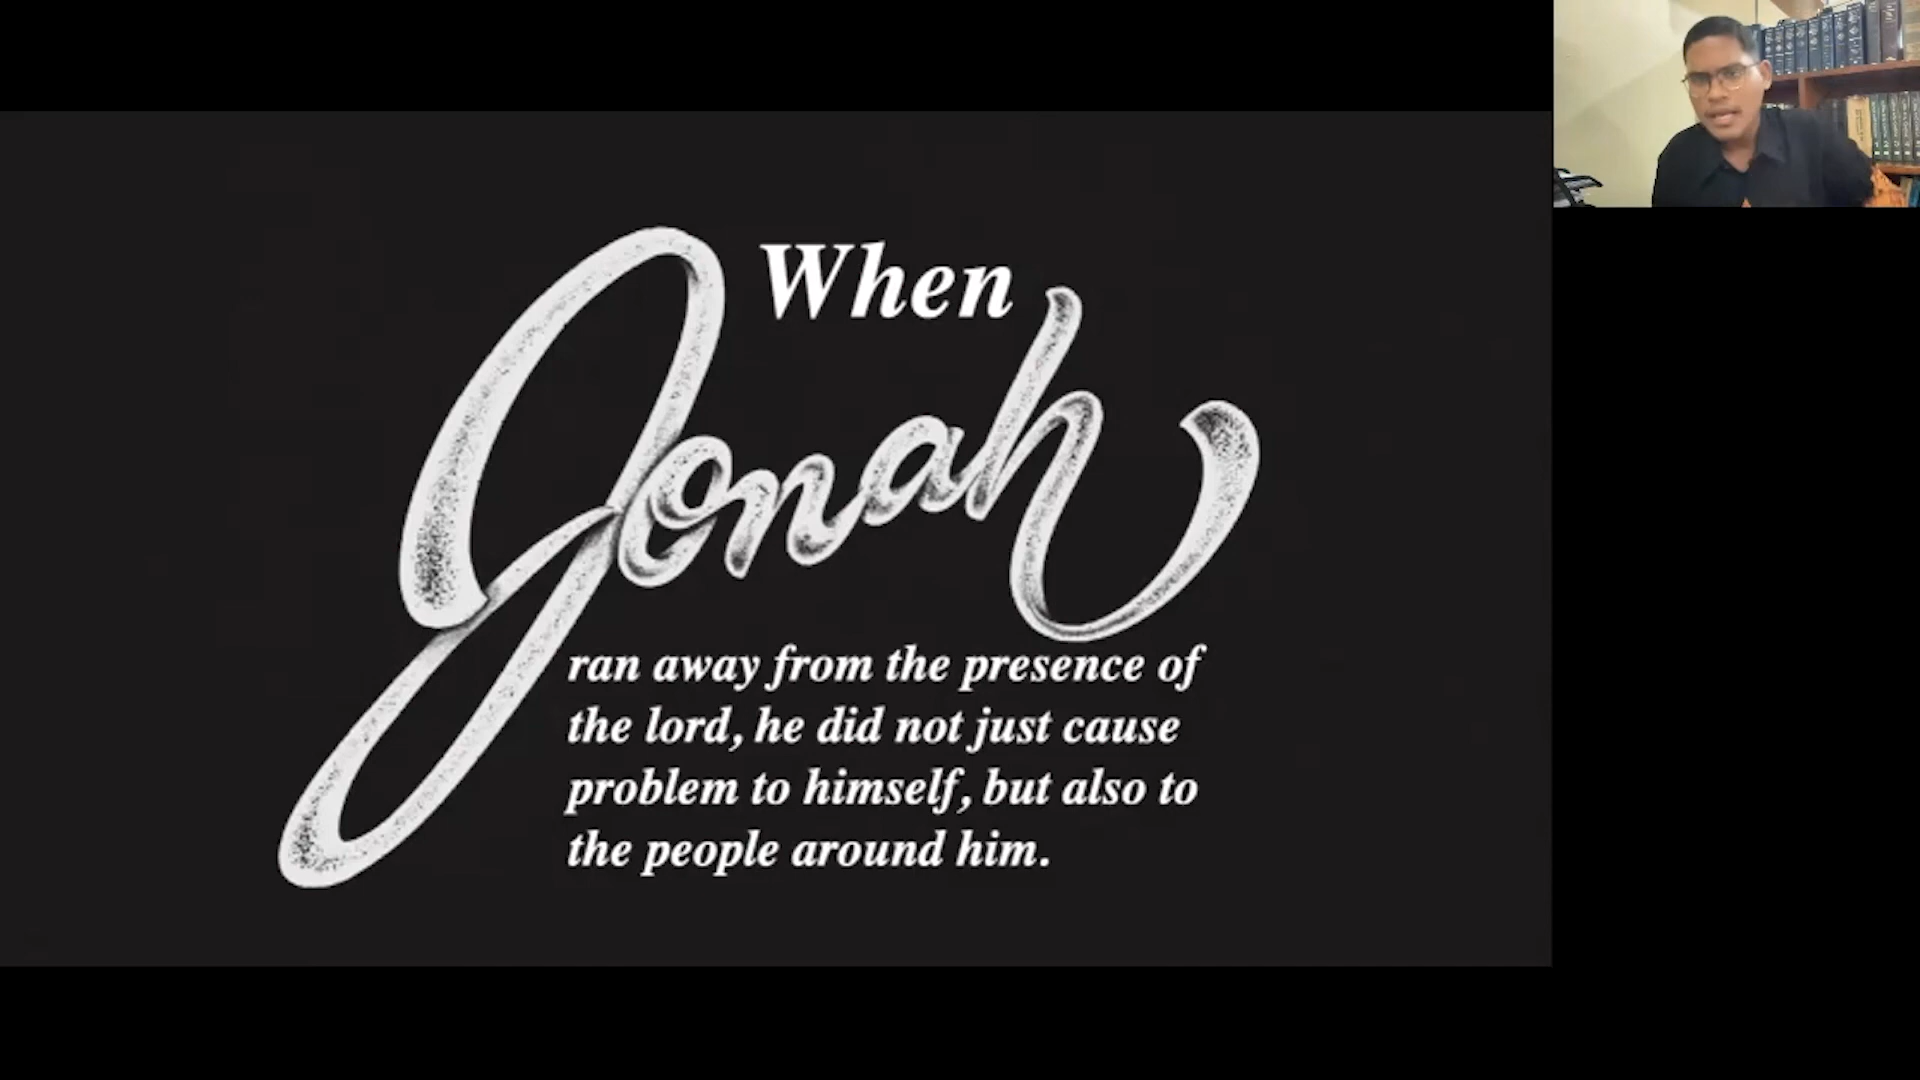 When
Jonah
ran away from the presence of
the lord, he did not just cause
problem to himself, but also to
the people around him.